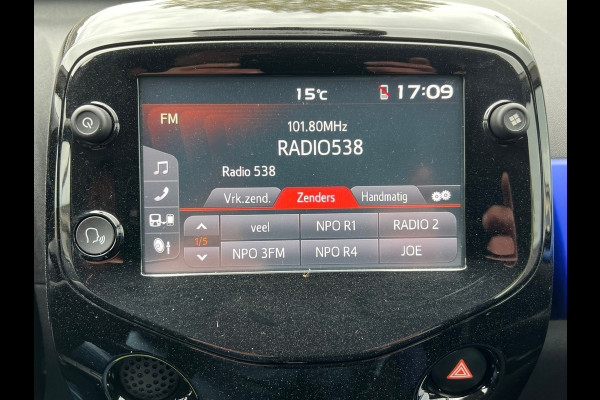 15°C 17:09
FM
101.80MHz
RADIO538
Radio 538
Vrk.zend. Zenders Handmatig
veel NPO R1 RADIO 2
1/5
NPO 3FM NPO R4 JOE